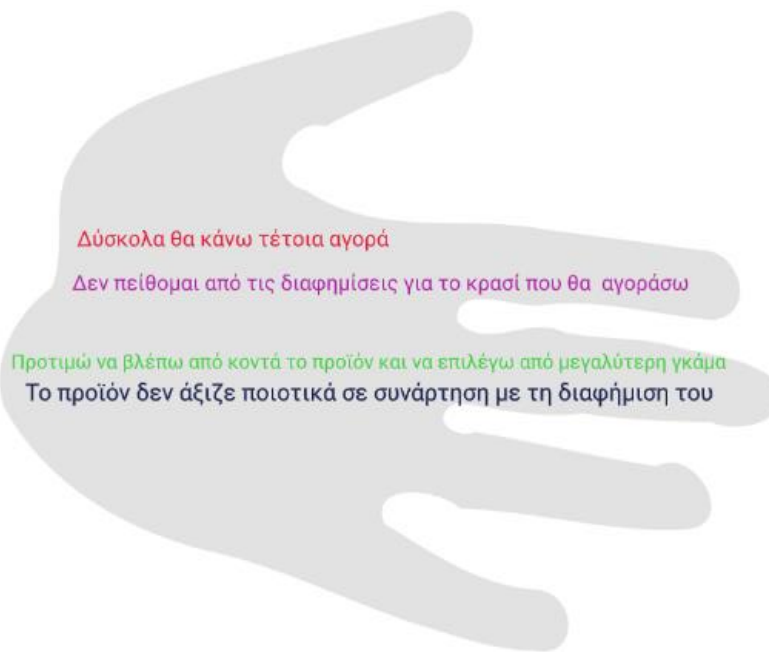 Δύσκολα θα κάνω τέτοια αγορά
Δεν πείθομαι από τις διαφημίσεις για το κρασί που θα αγοράσω
Προτιμώ να βλέπω από κοντά το προϊόν και να επιλέγω από μεγαλύτερη γκάμα
Το προϊόν δεν άξιζε ποιοτικά σε συνάρτηση με τη διαφήμιση του